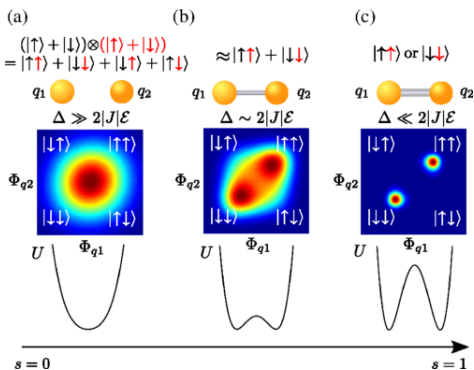 (a)
(|↑⟩ + |↓⟩)⊗(|↑⟩ + |↓⟩)
= |↑↑⟩ + |↓↓⟩ + |↓↑⟩ + |↑↓⟩
q₁ q₂
Δ ≫ 2|J|ℰ
|↓↑⟩ |↑↑⟩
Φq2
|↓↓⟩ |↑↓⟩
Φq1
U
(b)
≈|↑↑⟩ + |↓↓⟩
q₁ q₂
Δ ∼ 2|J|ℰ
|↓↑⟩ |↑↑⟩
Φq2
|↓↓⟩ |↑↓⟩
Φq1
U
(c)
|↑↑⟩ or |↓↓⟩
q₁ q₂
Δ ≪ 2|J|ℰ
|↓↑⟩ |↑↑⟩
Φq2
|↓↓⟩ |↑↓⟩
Φq1
U
s = 0 s = 1